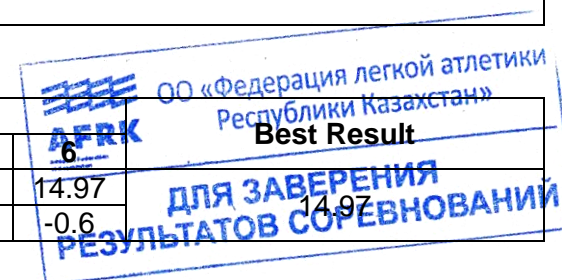 ОО «Федерация легкой атлетики
Республики Казахстан»
AFRK
6
Best Result
14.97
14.97
-0.6
ДЛЯ ЗАВЕРЕНИЯ
РЕЗУЛЬТАТОВ СОРЕВНОВАНИЙ